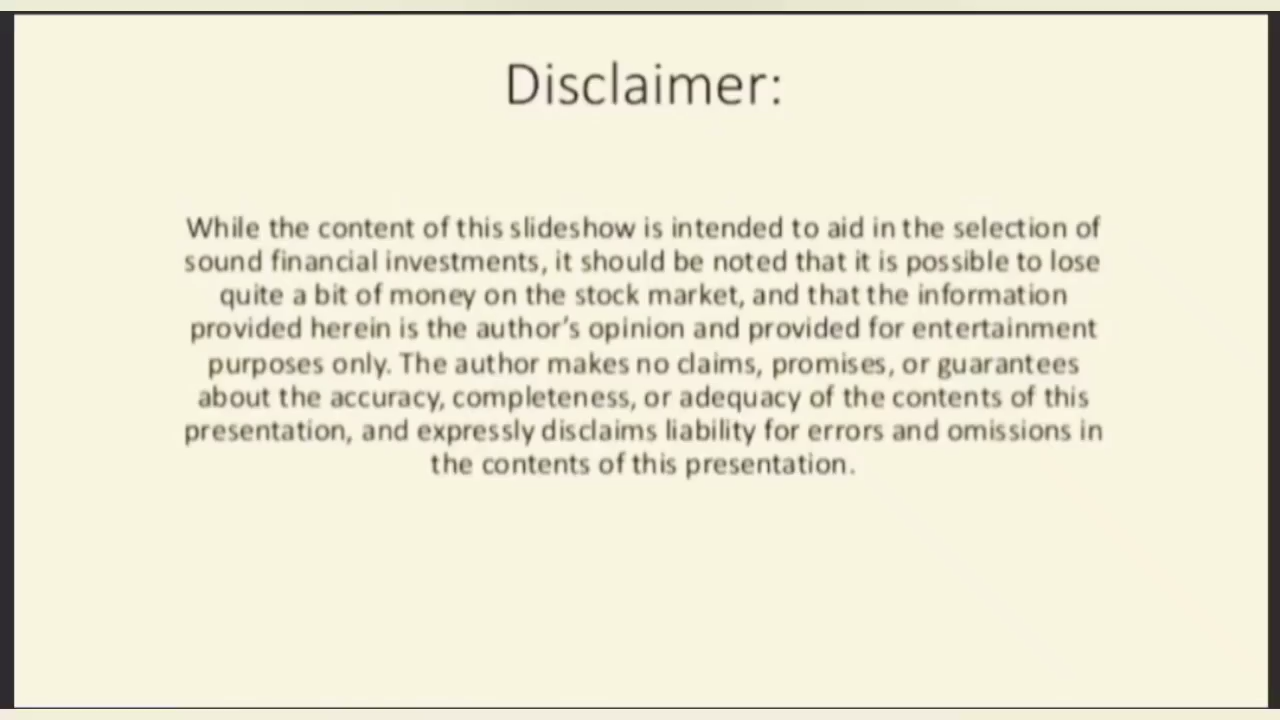 Disclaimer:
While the content of this slideshow is intended to aid in the selection of
sound financial investments, it should be noted that it is possible to lose
quite a bit of money on the stock market, and that the information
provided herein is the author’s opinion and provided for entertainment
purposes only. The author makes no claims, promises, or guarantees
about the accuracy, completeness, or adequacy of the contents of this
presentation, and expressly disclaims liability for errors and omissions in
the contents of this presentation.